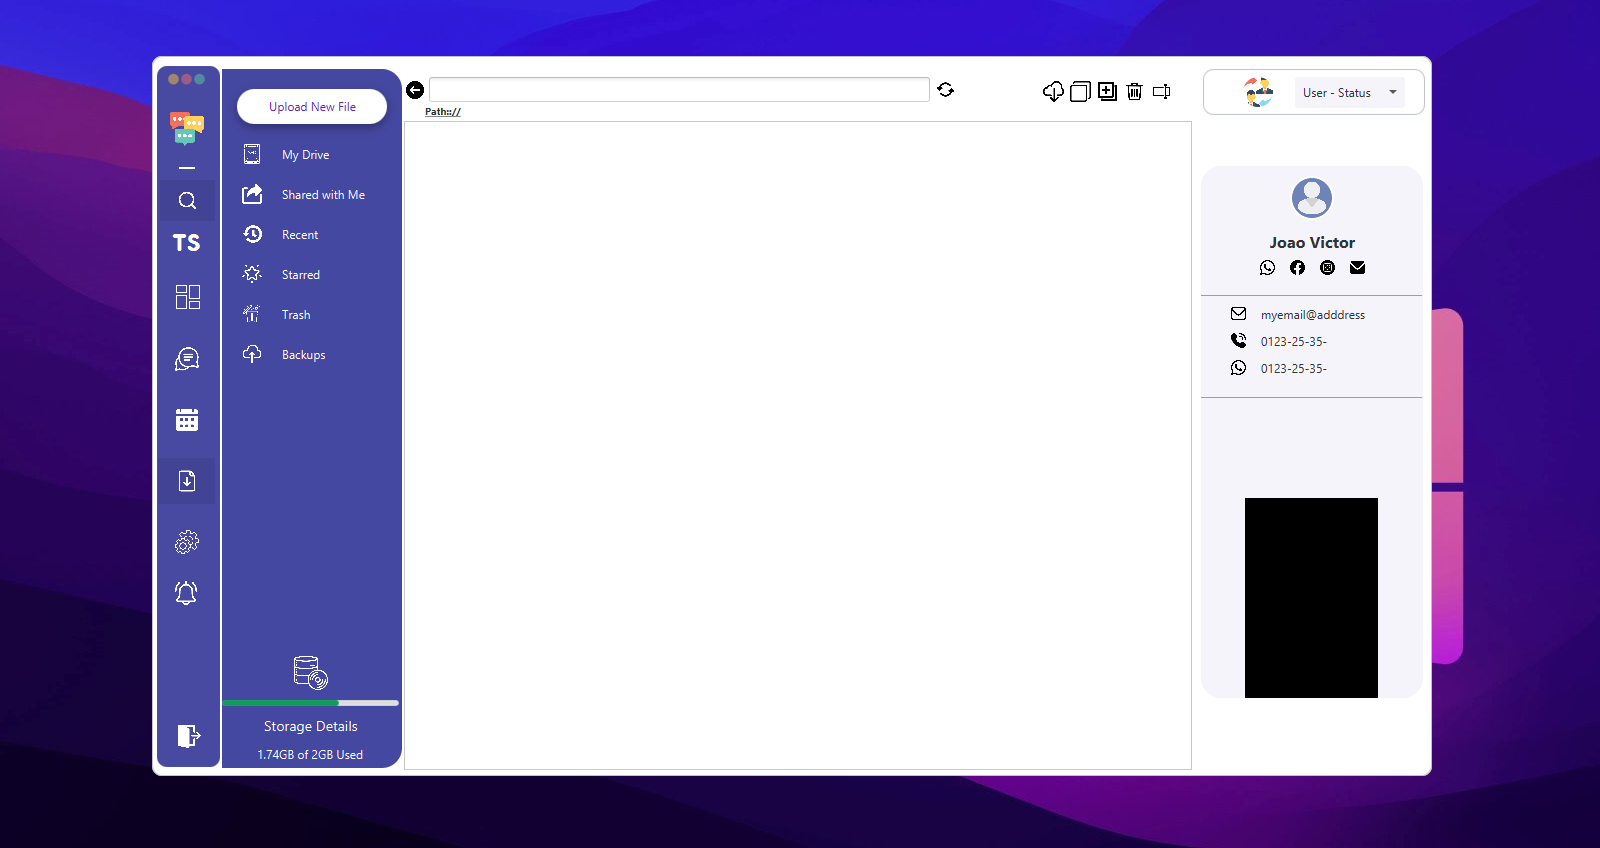 Upload New File
My Drive
Shared with Me
Recent
Starred
Trash
Backups
TS
Storage Details
1.74GB of 2GB Used
Path:://
User - Status
Joao Victor
myemail@adddress
0123-25-35-
0123-25-35-